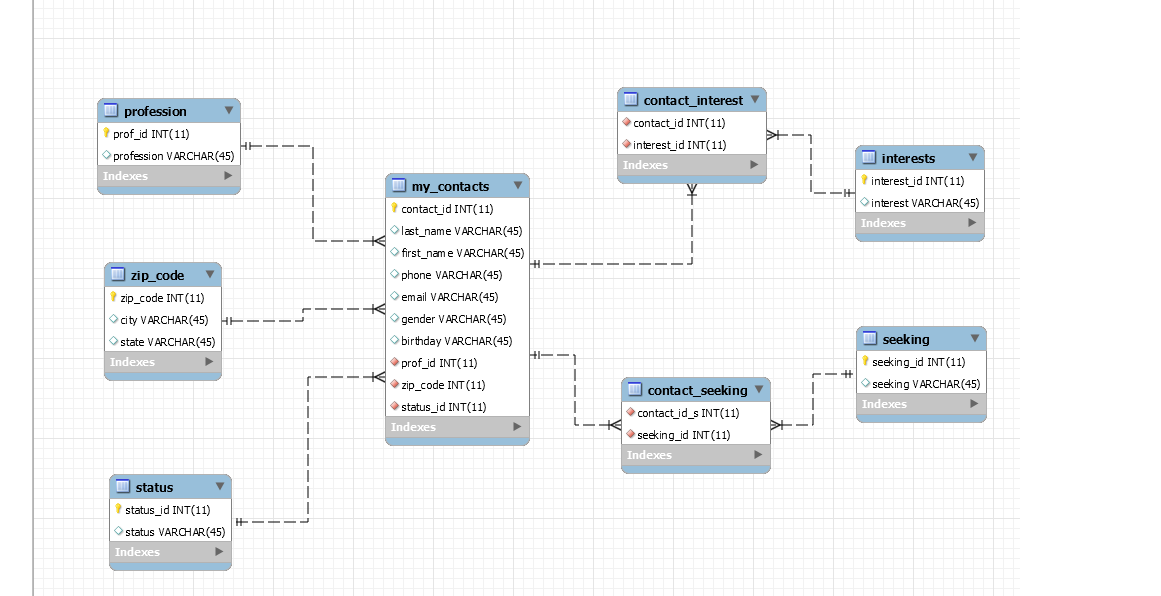 profession
prof_id INT(11)
profession VARCHAR(45)
Indexes
zip_code
zip_code INT(11)
city VARCHAR(45)
state VARCHAR(45)
Indexes
status
status_id INT(11)
status VARCHAR(45)
Indexes
my_contacts
contact_id INT(11)
last_name VARCHAR(45)
first_name VARCHAR(45)
phone VARCHAR(45)
email VARCHAR(45)
gender VARCHAR(45)
birthday VARCHAR(45)
prof_id INT(11)
zip_code INT(11)
status_id INT(11)
Indexes
contact_interest
contact_id INT(11)
interest_id INT(11)
Indexes
contact_seeking
contact_id_s INT(11)
seeking_id INT(11)
Indexes
interests
interest_id INT(11)
interest VARCHAR(45)
Indexes
seeking
seeking_id INT(11)
seeking VARCHAR(45)
Indexes